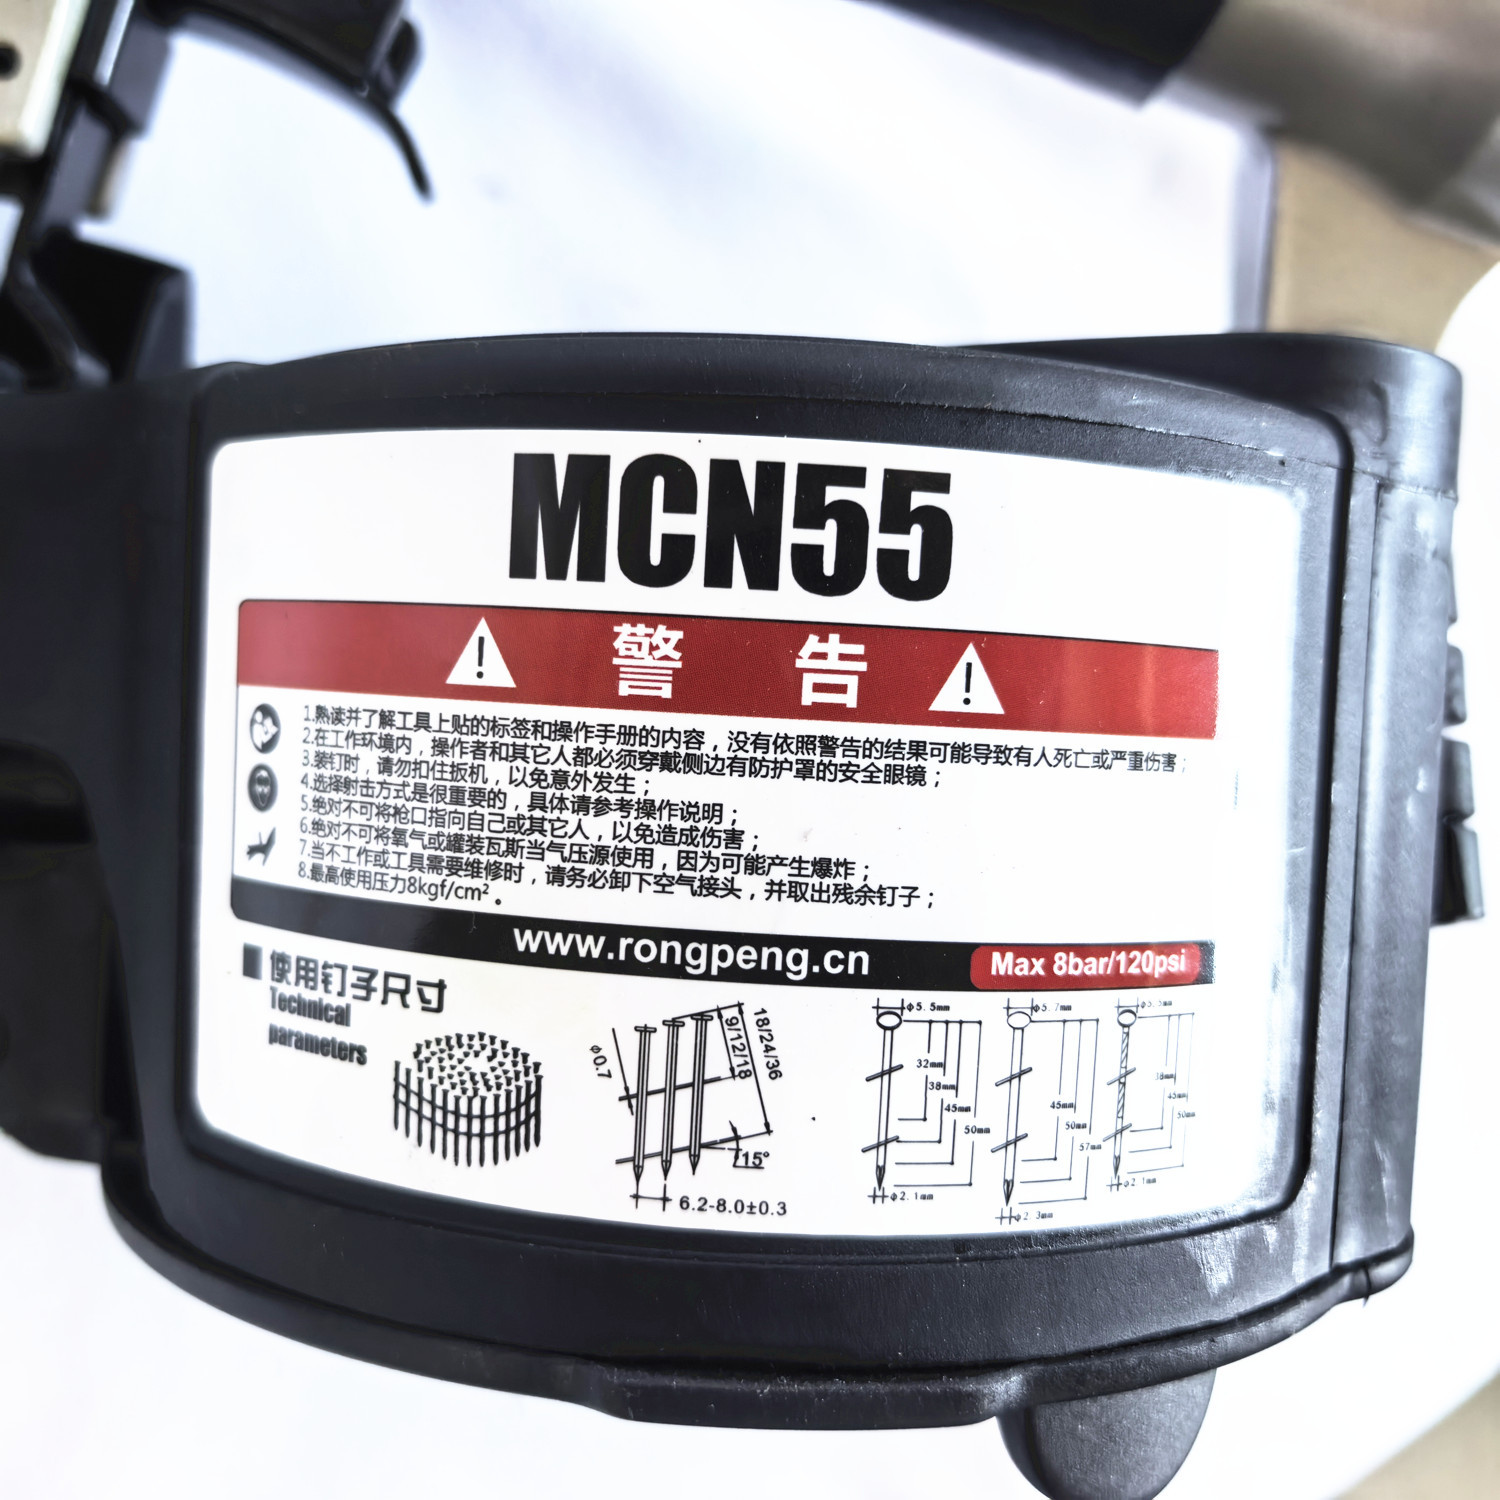 MCN55
警 告
1.熟读并了解工具上贴的标签和操作手册的内容，没有依照警告的结果可能导致有人死亡或严重伤害；
2.在工作环境内，操作者和其它人都必须穿戴侧边有防护罩的安全眼镜；
3.装钉时，请勿扣住扳机，以免意外发生；
4.选择射击方式是很重要的，具体请参考操作说明；
5.绝对不可将枪口指向自己或其它人，以免造成伤害；
6.绝对不可将氧气或罐装瓦斯当气压源使用，因为可能产生爆炸；
7.当不工作或工具需要维修时，请务必卸下空气接头，并取出残余钉子；
8.最高使用压力8kgf/cm²。
www.rongpeng.cn
Max 8bar/120psi
使用钉子尺寸
Technical
parameters
ϕ0.7
9/12/18
18/24/36
15°
6.2-8.0±0.3
ϕ5.5mm
32mm
38mm
45mm
50mm
ϕ2.1mm
ϕ5.7mm
45mm
50mm
57mm
ϕ2.3mm
ϕ5.5mm
38mm
45mm
50mm
ϕ2.1mm